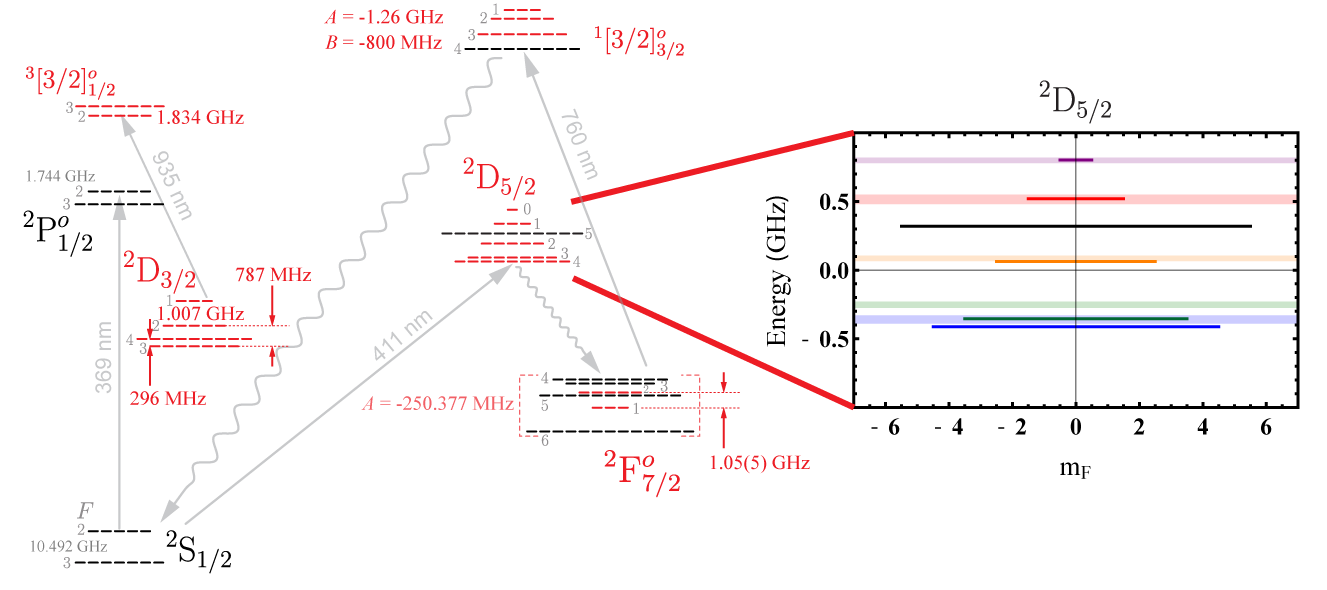 A = -1.26 GHz
B = -800 MHz
1
2
3
4
¹[3/2]°₃/₂
³[3/2]°₁/₂
3
2
1.834 GHz
935 nm
760 nm
1.744 GHz
2
3
²P°₁/₂
²D₃/₂
787 MHz
1
1.007 GHz
2
4
3
296 MHz
369 nm
411 nm
²D₅/₂
0
1
5
2
3
4
A = -250.377 MHz
4
3
2
5
1
6
1.05(5) GHz
²F°₇/₂
F
2
10.492 GHz
3
²S₁/₂
²D₅/₂
Energy (GHz)
0.5
0.0
- 0.5
- 6 - 4 - 2 0 2 4 6
m_F